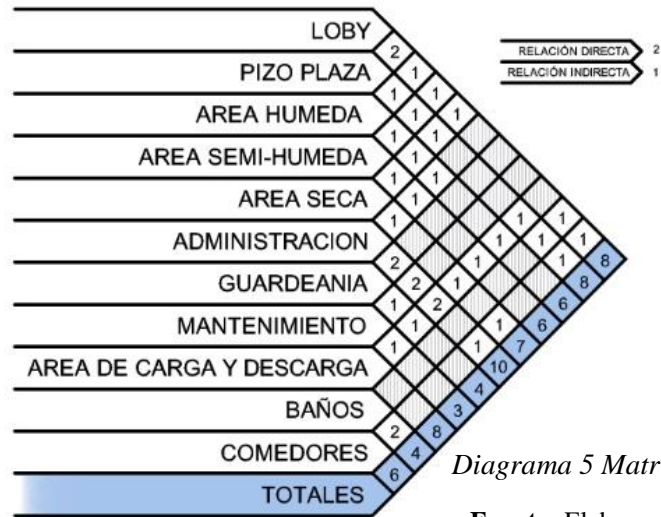 LOBY
2
RELACIÓN DIRECTA 2
PIZO PLAZA 1
RELACIÓN INDIRECTA 1
1 1
AREA HUMEDA 1 1
1 1
AREA SEMI-HUMEDA 1
1 1
AREA SECA 1
1 1 1
ADMINISTRACION 1 1 1
2 1 1 8
GUARDEANIA 2 1 8
1 2 6
MANTENIMIENTO 1 1 6
1 1 7
AREA DE CARGA Y DESCARGA 10
4
BAÑOS 3
2 8
COMEDORES 4
Diagrama 5 Matr
6
TOTALES